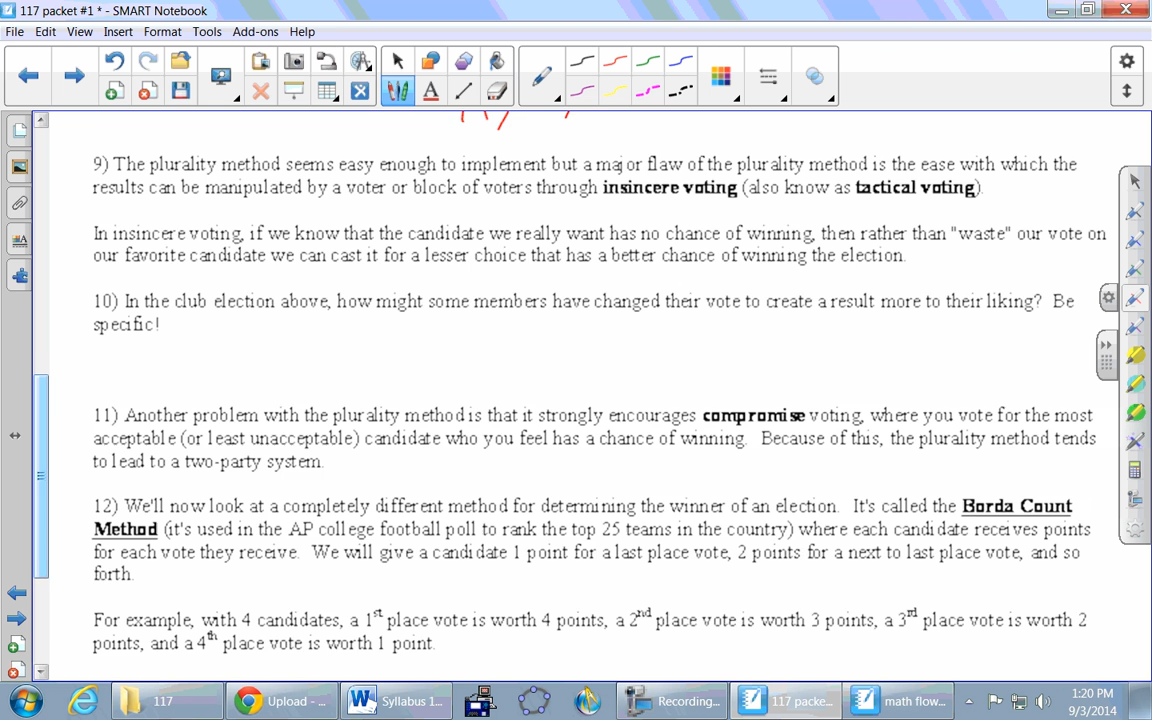 117 packet #1 * - SMART Notebook
File Edit View Insert Format Tools Add-ons Help
9) The plurality method seems easy enough to implement but a major flaw of the plurality method is the ease with which the
results can be manipulated by a voter or block of voters through insincere voting (also know as tactical voting).
In insincere voting, if we know that the candidate we really want has no chance of winning, then rather than "waste" our vote on
our favorite candidate we can cast it for a lesser choice that has a better chance of winning the election.
10) In the club election above, how might some members have changed their vote to create a result more to their liking? Be
specific!
11) Another problem with the plurality method is that it strongly encourages compromise voting, where you vote for the most
acceptable (or least unacceptable) candidate who you feel has a chance of winning. Because of this, the plurality method tends
to lead to a two-party system.
12) We'll now look at a completely different method for determining the winner of an election. It's called the Borda Count
Method (it's used in the AP college football poll to rank the top 25 teams in the country) where each candidate receives points
for each vote they receive. We will give a candidate 1 point for a last place vote, 2 points for a next to last place vote, and so
forth.
For example, with 4 candidates, a 1st place vote is worth 4 points, a 2nd place vote is worth 3 points, a 3rd place vote is worth 2
points, and a 4th place vote is worth 1 point.
117 Upload - ... Syllabus 1... Recording... 117 packe... math flow... 1:20 PM
9/3/2014